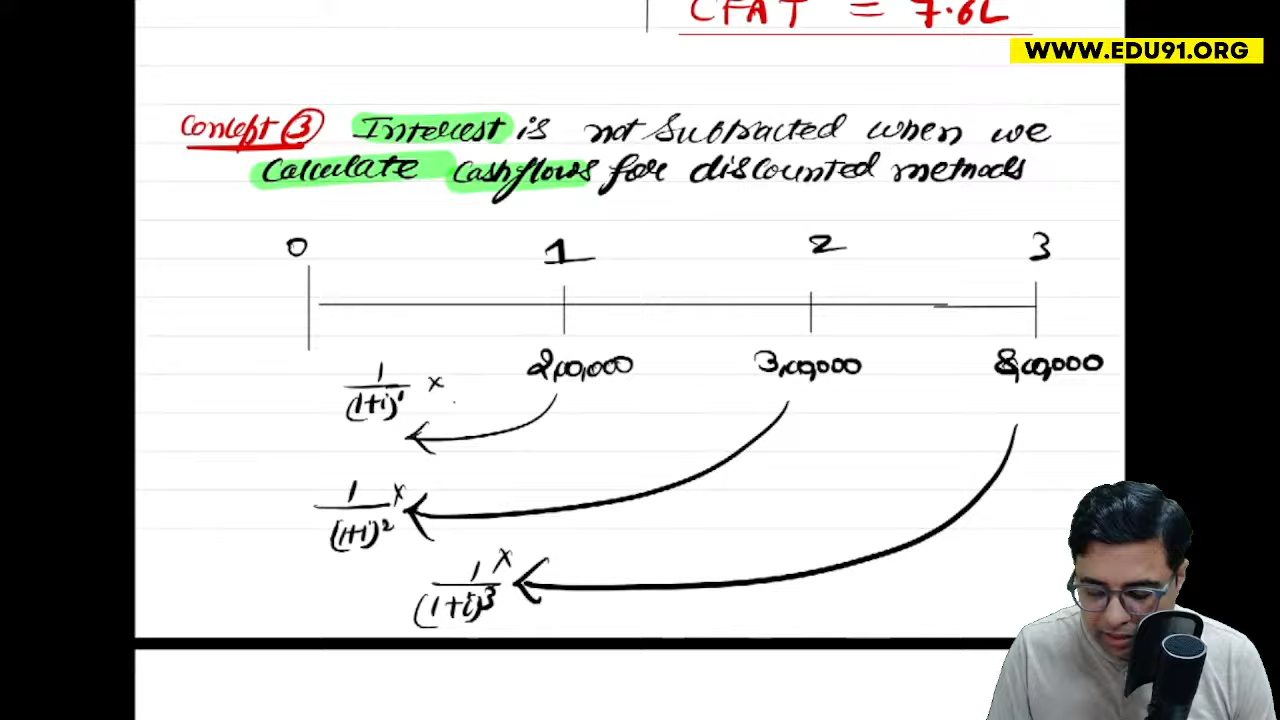 CFAT = 7.6L
WWW.EDU91.ORG
Concept 3 Interest is not subtracted when we
Calculate Cashflows for discounted methods
0 1 2 3
2,00,000 3,00,000 8,00,000
1/(1+i)^1 ×
1/(1+i)^2 ×
1/(1+i)^3 ×